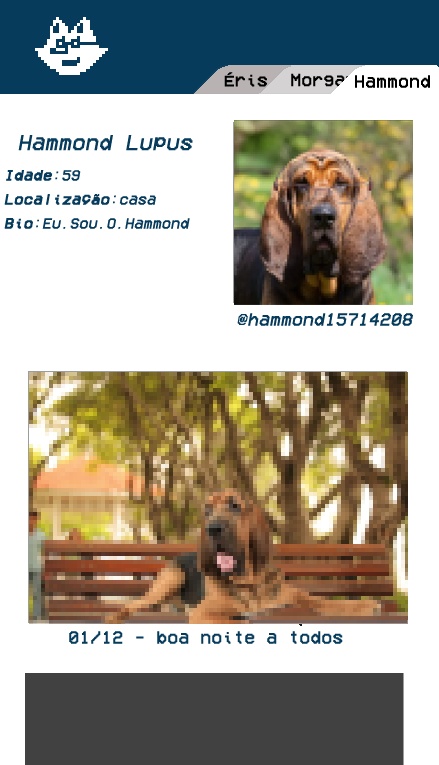 Éris
Hammond
Hammond Lupus
Idade:59
Localização:casa
Bio:Eu.Sou.O.Hammond
@hammond15714208
01/12 - boa noite a todos